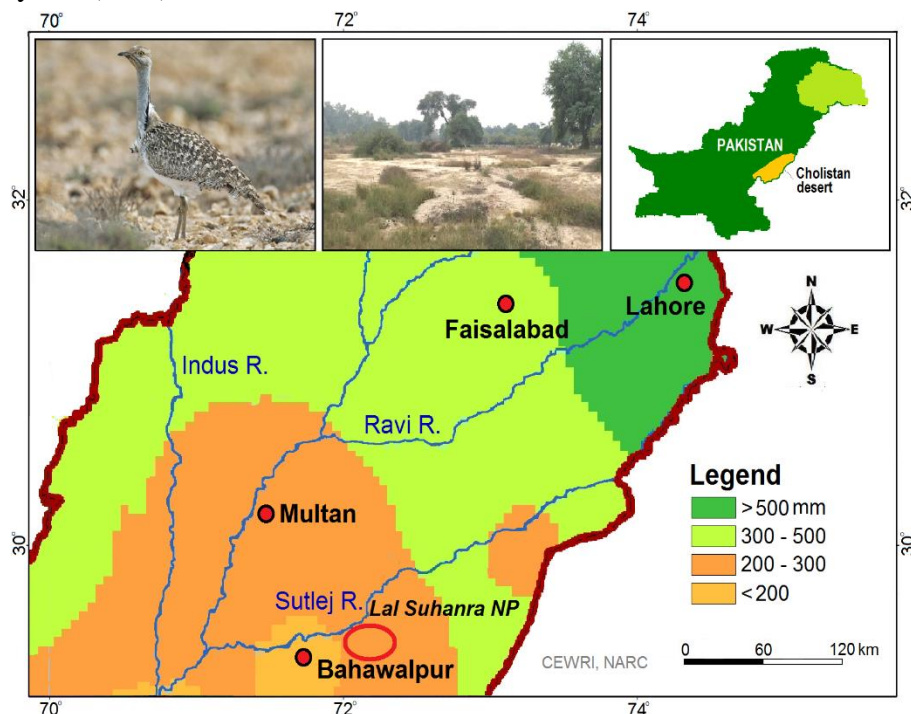 70°
72°
74°
PAKISTAN
Cholistan
desert
32°
32°
N
W
E
S
Lahore
Faisalabad
Indus R.
Ravi R.
Legend
>500 mm
300 - 500
200 - 300
<200
Multan
30°
30°
Sutlej R.
Lal Suhanra NP
Bahawalpur
CEWRI, NARC
0
60
120 km
70°
72°
74°